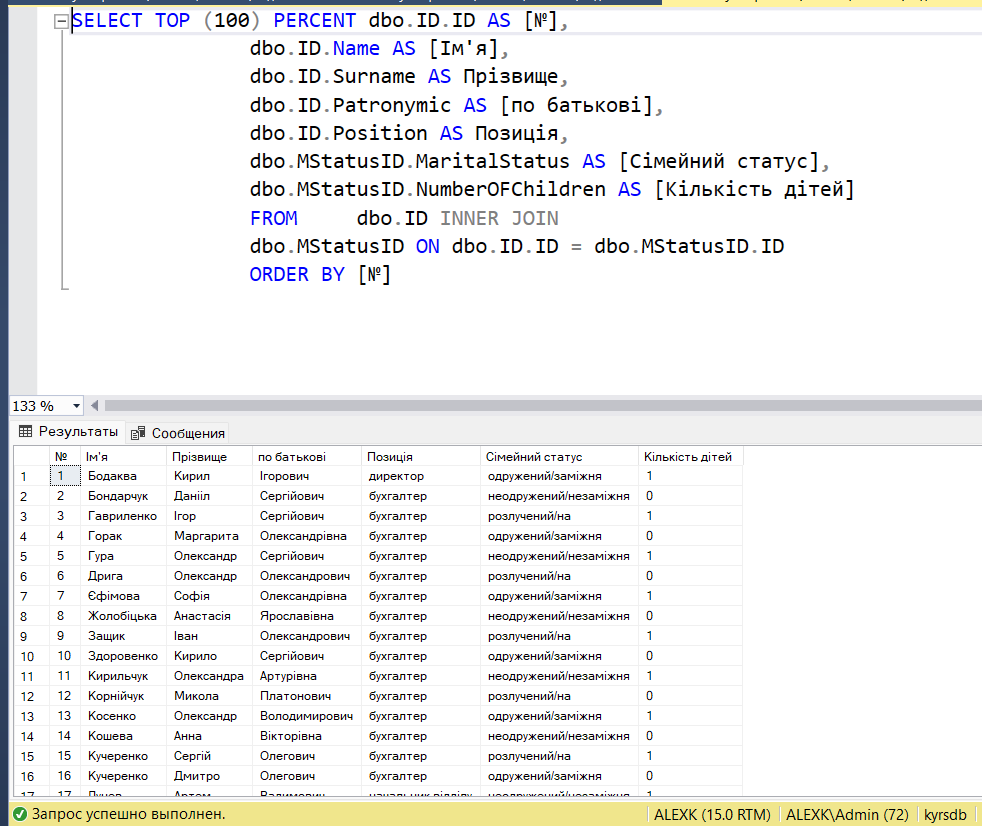 SELECT TOP (100) PERCENT dbo.ID.ID AS [№],
dbo.ID.Name AS [Ім'я],
dbo.ID.Surname AS Прізвище,
dbo.ID.Patronymic AS [по батькові],
dbo.ID.Position AS Позиція,
dbo.MStatusID.MaritalStatus AS [Сімейний статус],
dbo.MStatusID.NumberOFChildren AS [Кількість дітей]
FROM dbo.ID INNER JOIN
dbo.MStatusID ON dbo.ID.ID = dbo.MStatusID.ID
ORDER BY [№]
133 %
Результаты Сообщения
№ Ім'я Прізвище по батькові Позиція Сімейний статус Кількість дітей
1 1 Бодаква Кирил Ігорович директор одружений/заміжня 1
2 2 Бондарчук Данііл Сергійович бухгалтер неодружений/незаміжня 0
3 3 Гавриленко Ігор Сергійович бухгалтер розлучений/на 1
4 4 Горак Маргарита Олександрівна бухгалтер одружений/заміжня 0
5 5 Гура Олександр Сергійович бухгалтер неодружений/незаміжня 1
6 6 Дрига Олександр Олександрович бухгалтер розлучений/на 0
7 7 Єфімова Софія Олександрівна бухгалтер одружений/заміжня 1
8 8 Жолобіцька Анастасія Ярославівна бухгалтер неодружений/незаміжня 0
9 9 Защик Іван Олександрович бухгалтер розлучений/на 1
10 10 Здоровенко Кирило Сергійович бухгалтер одружений/заміжня 0
11 11 Кирильчук Олександра Артурівна бухгалтер неодружений/незаміжня 1
12 12 Корнійчук Микола Платонович бухгалтер розлучений/на 0
13 13 Косенко Олександр Володимирович бухгалтер одружений/заміжня 1
14 14 Кошева Анна Вікторівна бухгалтер неодружений/незаміжня 0
15 15 Кучеренко Сергій Олегович бухгалтер розлучений/на 1
16 16 Кучеренко Дмитро Олегович бухгалтер одружений/заміжня 0
Запрос успешно выполнен. ALEXK (15.0 RTM) ALEXK\Admin (72) kyrsdb